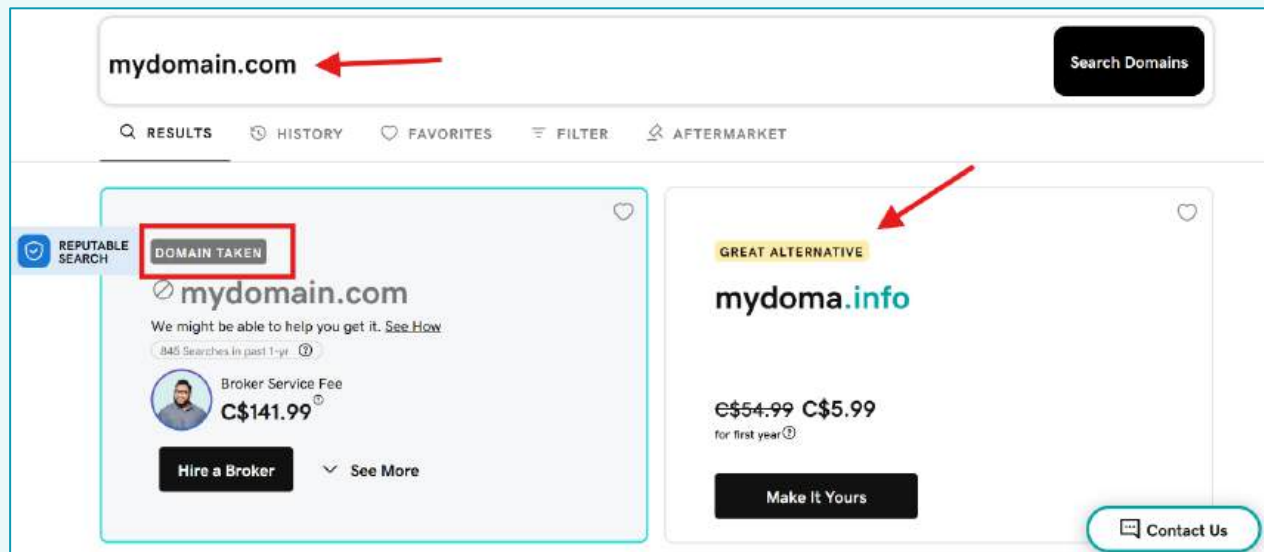 mydomain.com
Search Domains
RESULTS
HISTORY
FAVORITES
FILTER
AFTERMARKET
REPUTABLE
SEARCH
DOMAIN TAKEN
mydomain.com
We might be able to help you get it. See How
845 Searches in past 1-yr
Broker Service Fee
C$141.99
Hire a Broker
See More
GREAT ALTERNATIVE
mydoma.info
C$54.99 C$5.99
for first year
Make It Yours
Contact Us